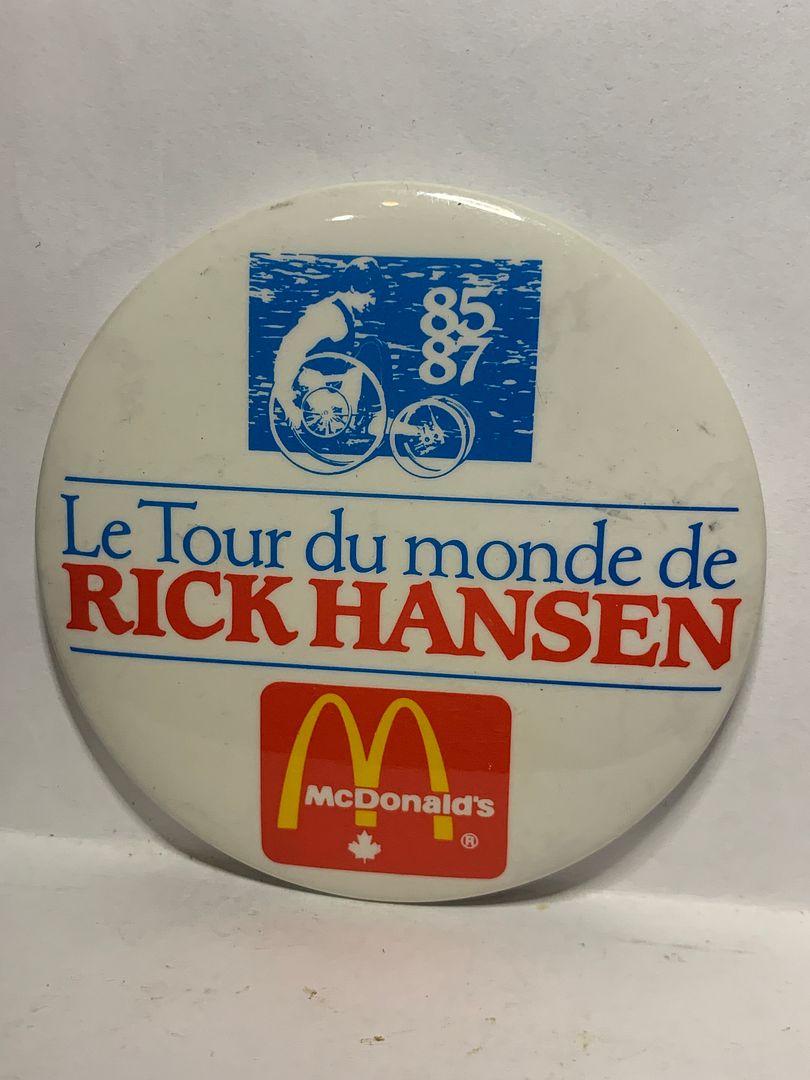 85
87
Le Tour du monde de
RICK HANSEN
McDonald's
®